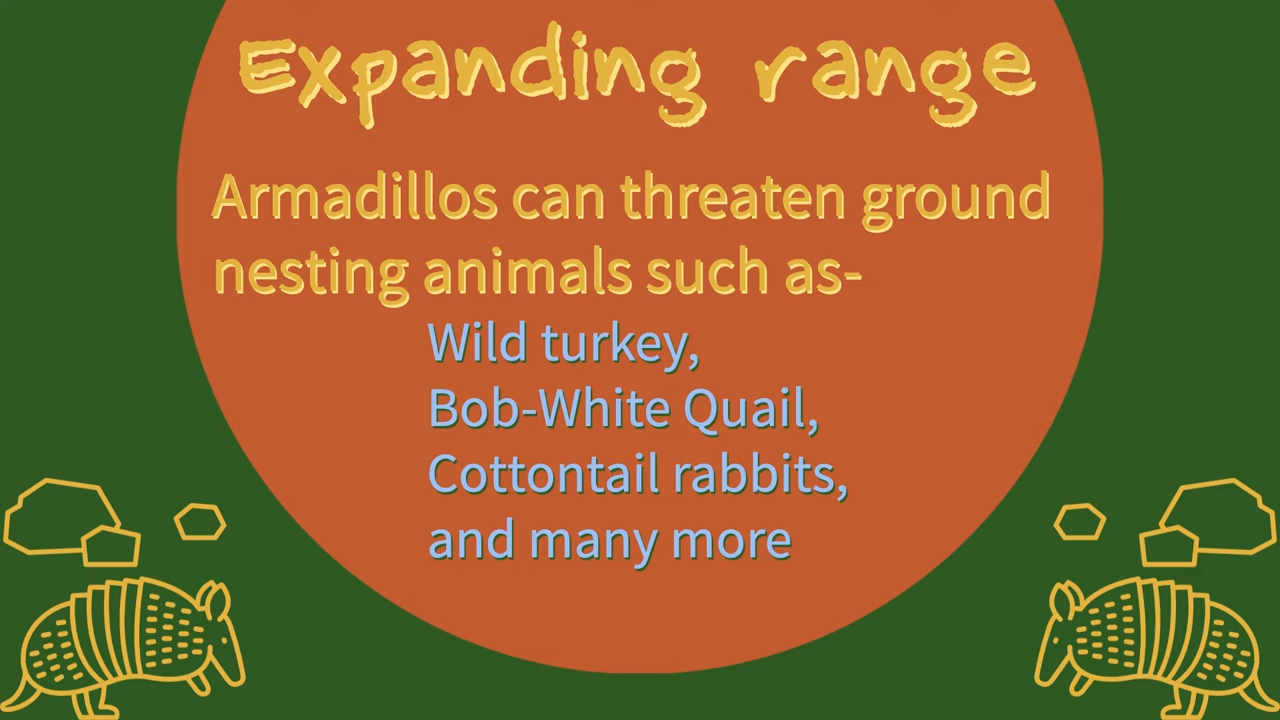 Expanding range
Armadillos can threaten ground
nesting animals such as-
Wild turkey,
Bob-White Quail,
Cottontail rabbits,
and many more